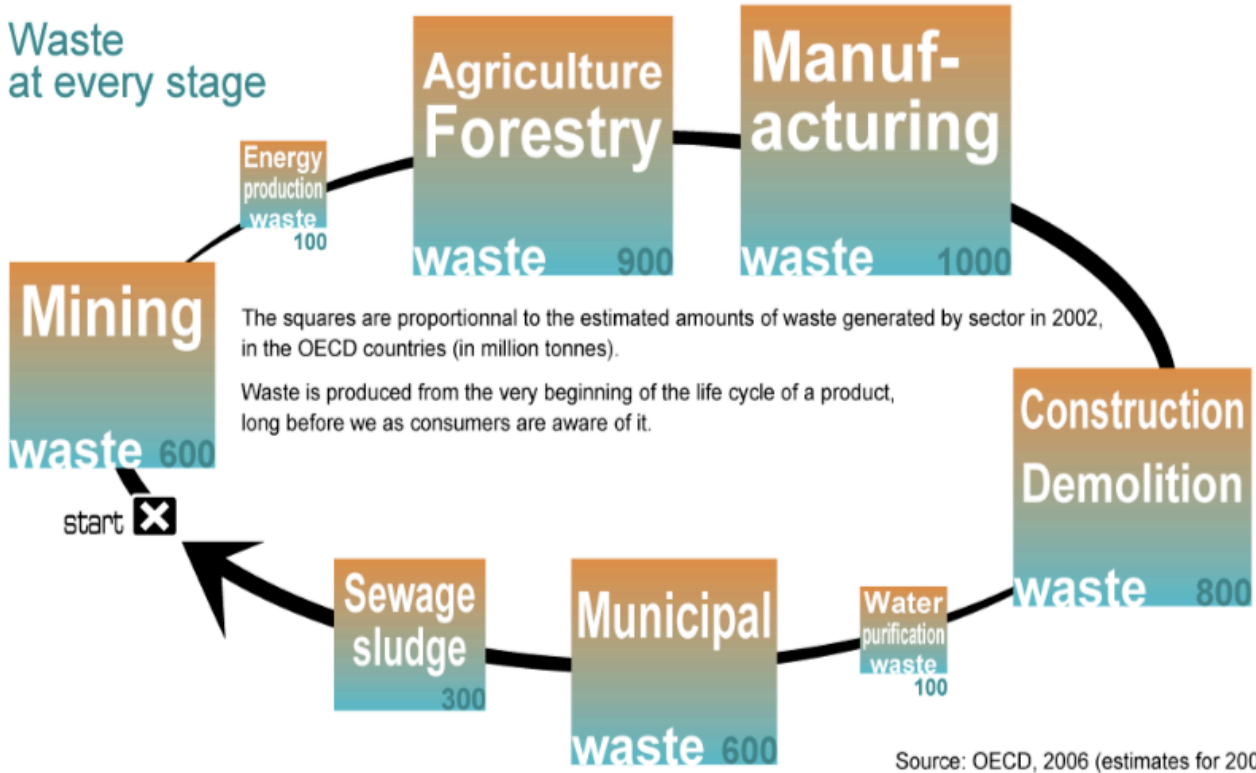 Waste
at every stage
Mining
waste 600
Energy
production
waste
100
Agriculture
Forestry
waste 900
Manuf-
acturing
waste 1000
The squares are proportionnal to the estimated amounts of waste generated by sector in 2002,
in the OECD countries (in million tonnes).
Waste is produced from the very beginning of the life cycle of a product,
long before we as consumers are aware of it.
Construction
Demolition
waste 800
Water
purification
waste
100
Municipal
waste 600
Sewage
sludge
300
start
Source: OECD, 2006 (estimates for 200